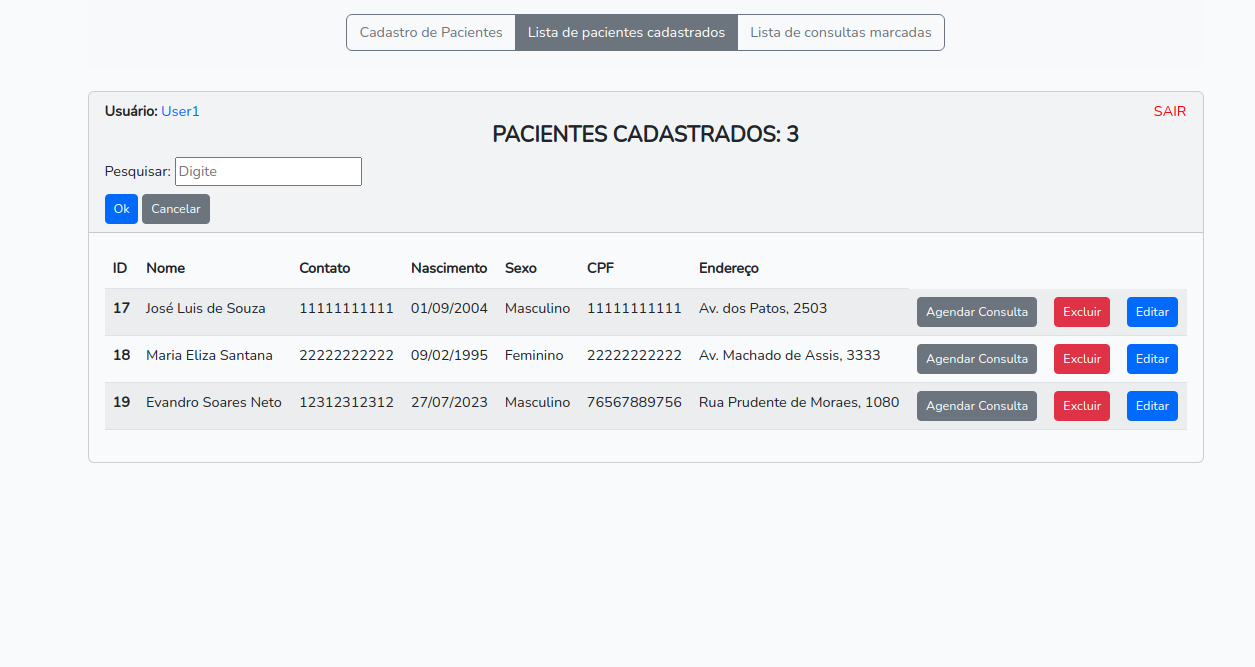 Cadastro de Pacientes Lista de pacientes cadastrados Lista de consultas marcadas
Usuário: User1 SAIR
PACIENTES CADASTRADOS: 3
Pesquisar: Digite
Ok Cancelar
ID Nome Contato Nascimento Sexo CPF Endereço
17 José Luis de Souza 11111111111 01/09/2004 Masculino 11111111111 Av. dos Patos, 2503 Agendar Consulta Excluir Editar
18 Maria Eliza Santana 22222222222 09/02/1995 Feminino 22222222222 Av. Machado de Assis, 3333 Agendar Consulta Excluir Editar
19 Evandro Soares Neto 12312312312 27/07/2023 Masculino 76567889756 Rua Prudente de Moraes, 1080 Agendar Consulta Excluir Editar